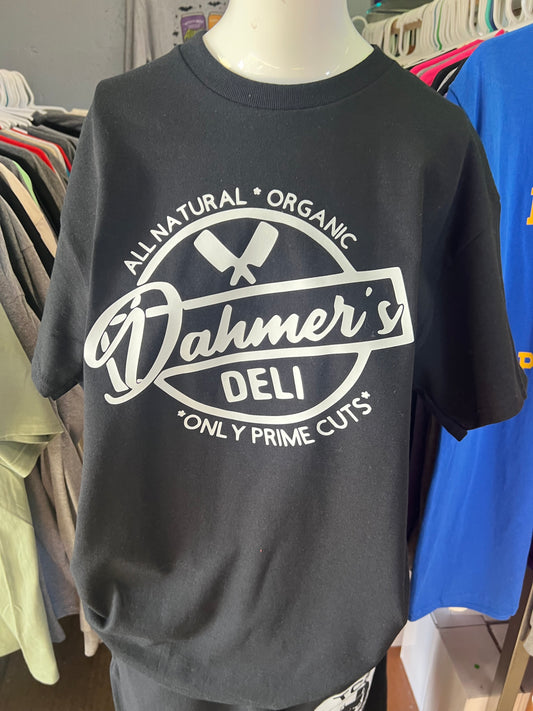 ALL NATURAL * ORGANIC
Dahmer's
DELI
*ONLY PRIME CUTS*